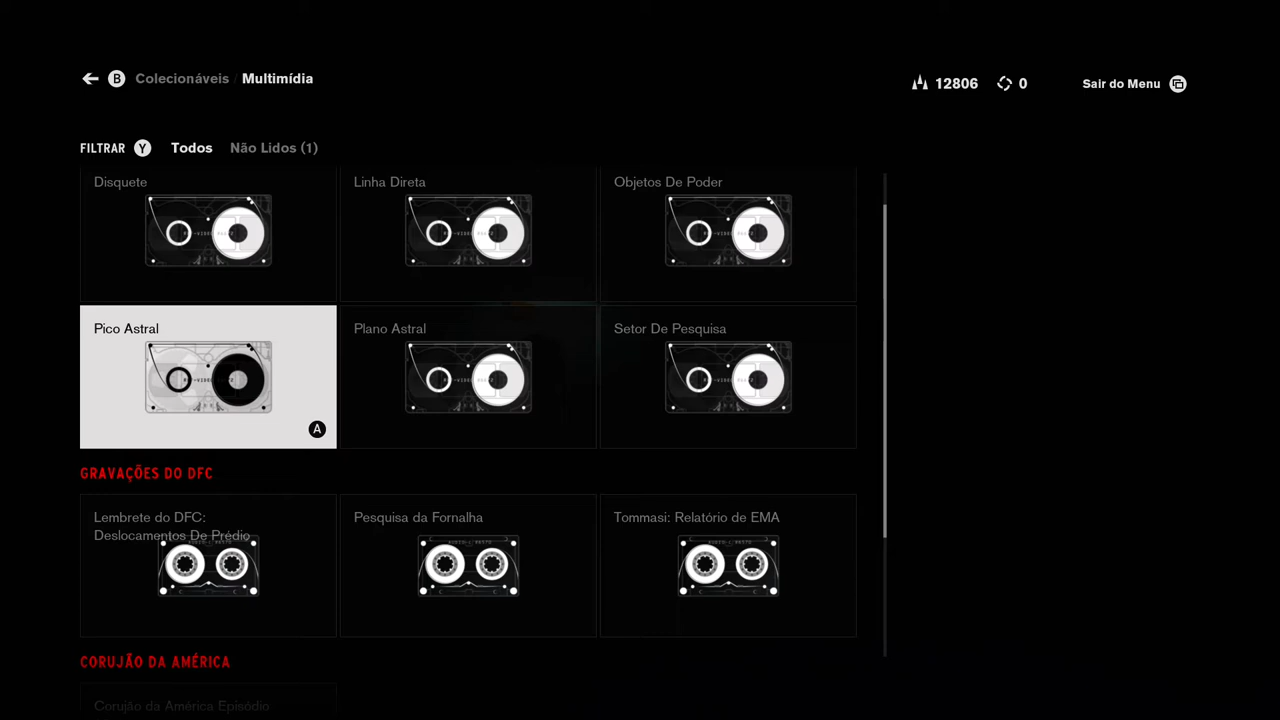 B Colecionáveis / Multimídia
12806 0 Sair do Menu
FILTRAR Y Todos Não Lidos (1)
Disquete
Linha Direta
Objetos De Poder
Pico Astral
A
Plano Astral
Setor De Pesquisa
GRAVAÇÕES DO DFC
Lembrete do DFC:
Deslocamentos De Prédio
Pesquisa da Fornalha
Tommasi: Relatório de EMA
CORUJÃO DA AMÉRICA
Corujão da América Episódio